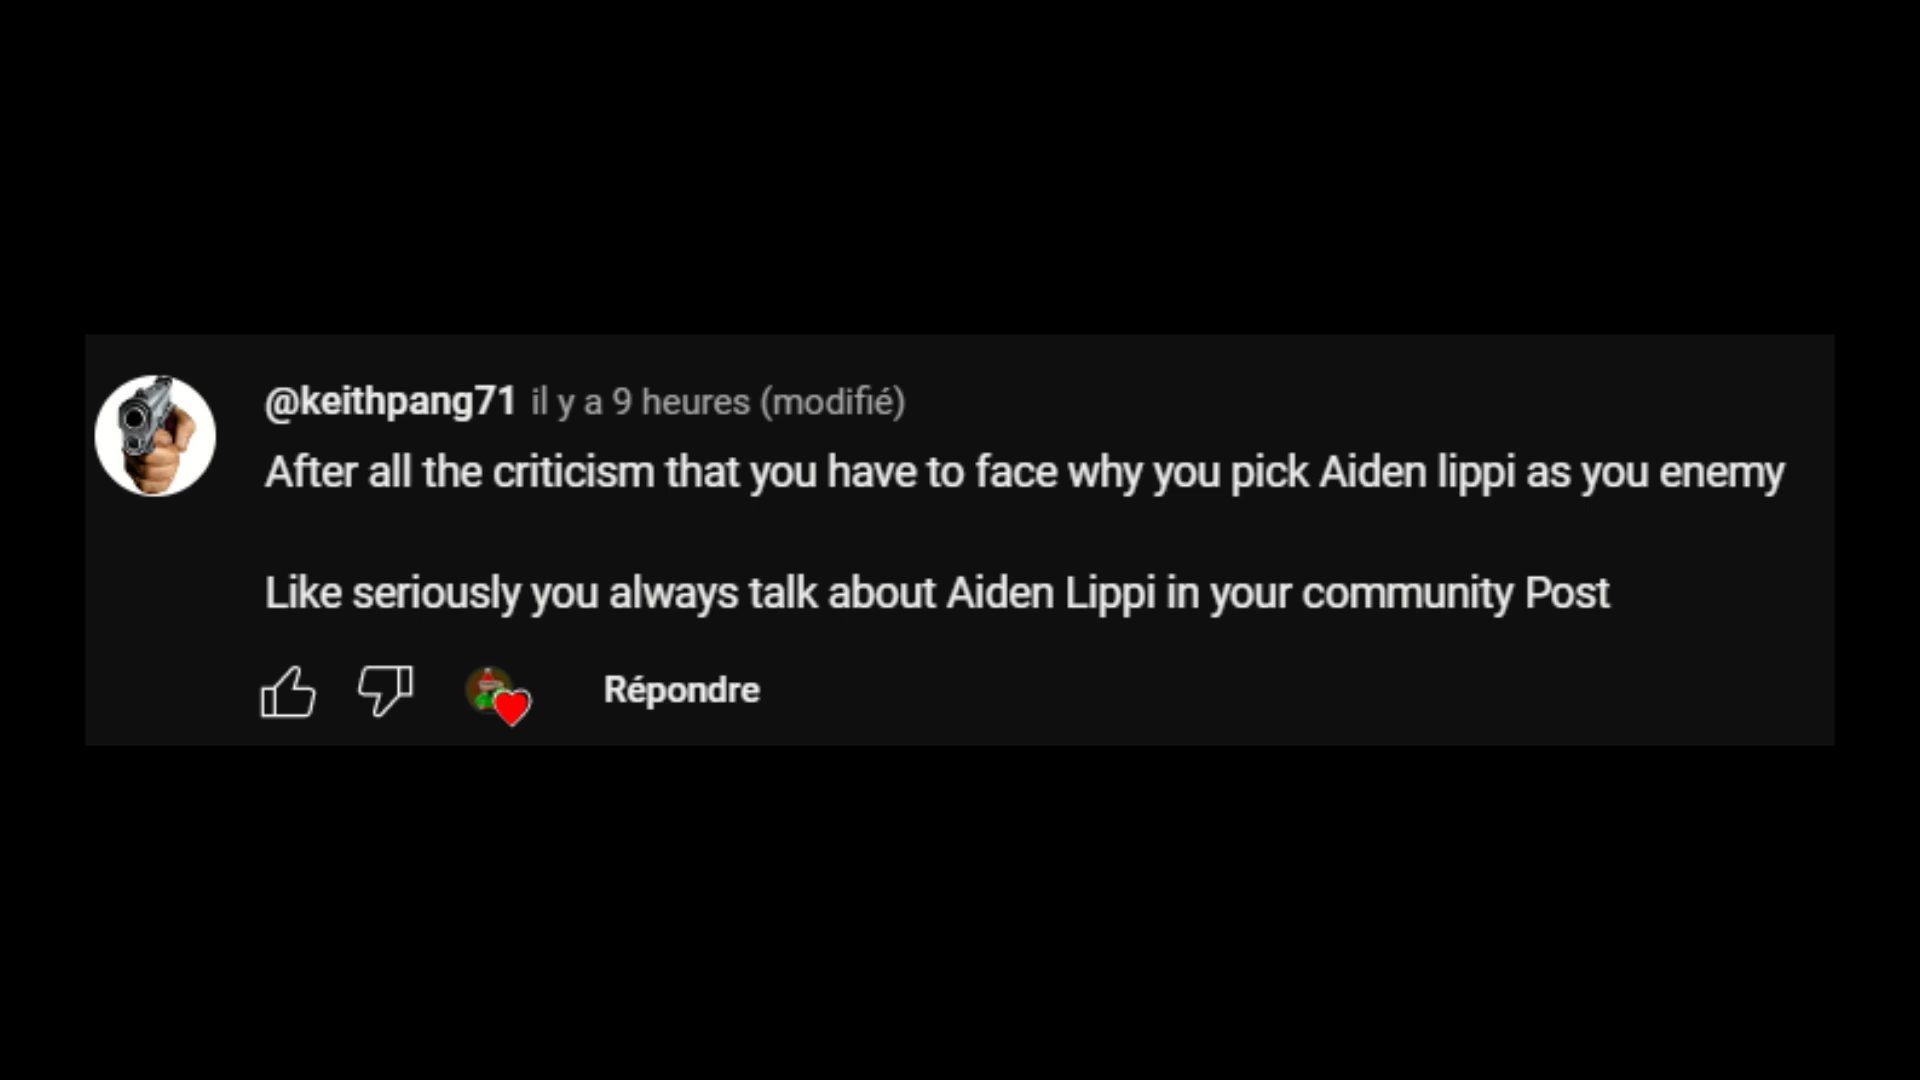 @keithpang71 il y a 9 heures (modifié)
After all the criticism that you have to face why you pick Aiden lippi as you enemy
Like seriously you always talk about Aiden Lippi in your community Post
Répondre